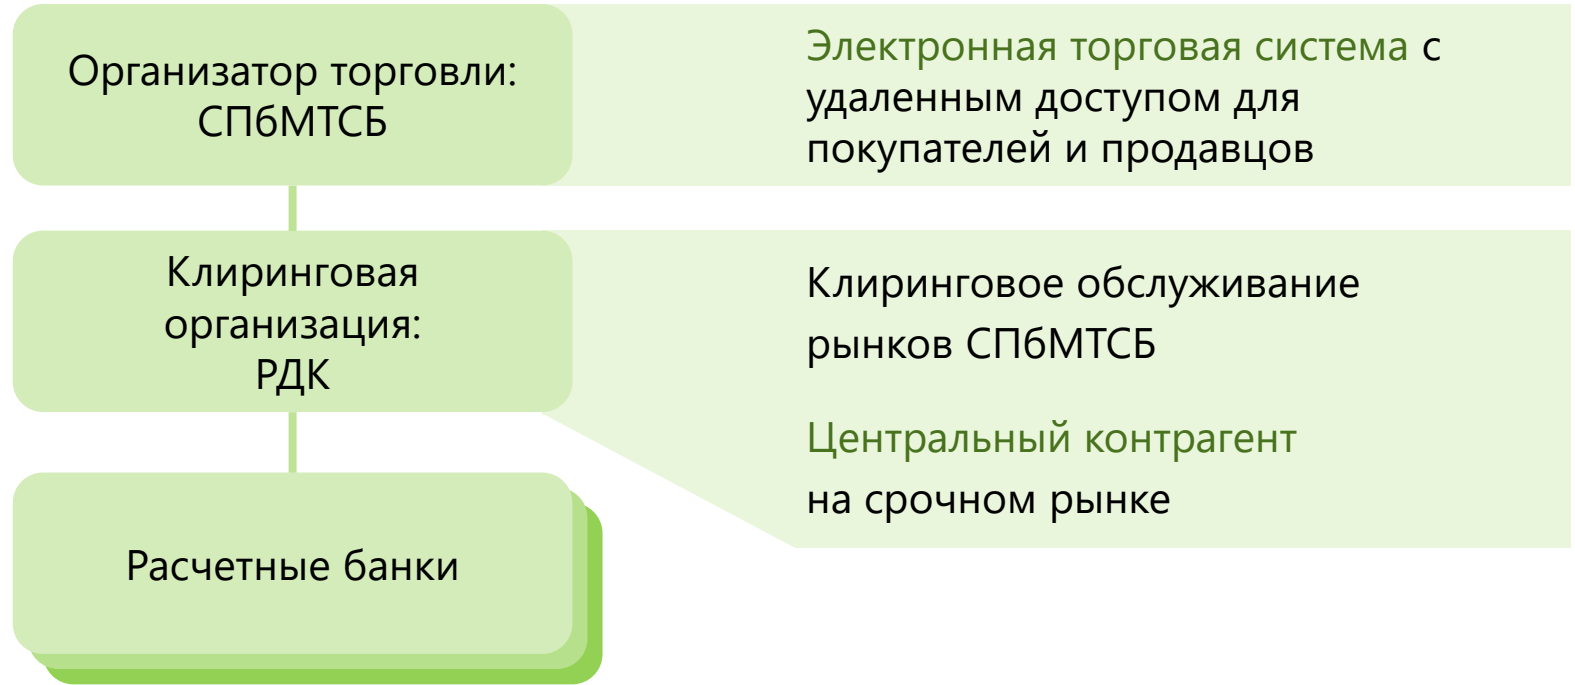 Организатор торговли:
СПбМТСБ
Электронная торговая система с
удаленным доступом для
покупателей и продавцов
Клиринговая
организация:
РДК
Клиринговое обслуживание
рынков СПбМТСБ
Центральный контрагент
на срочном рынке
Расчетные банки